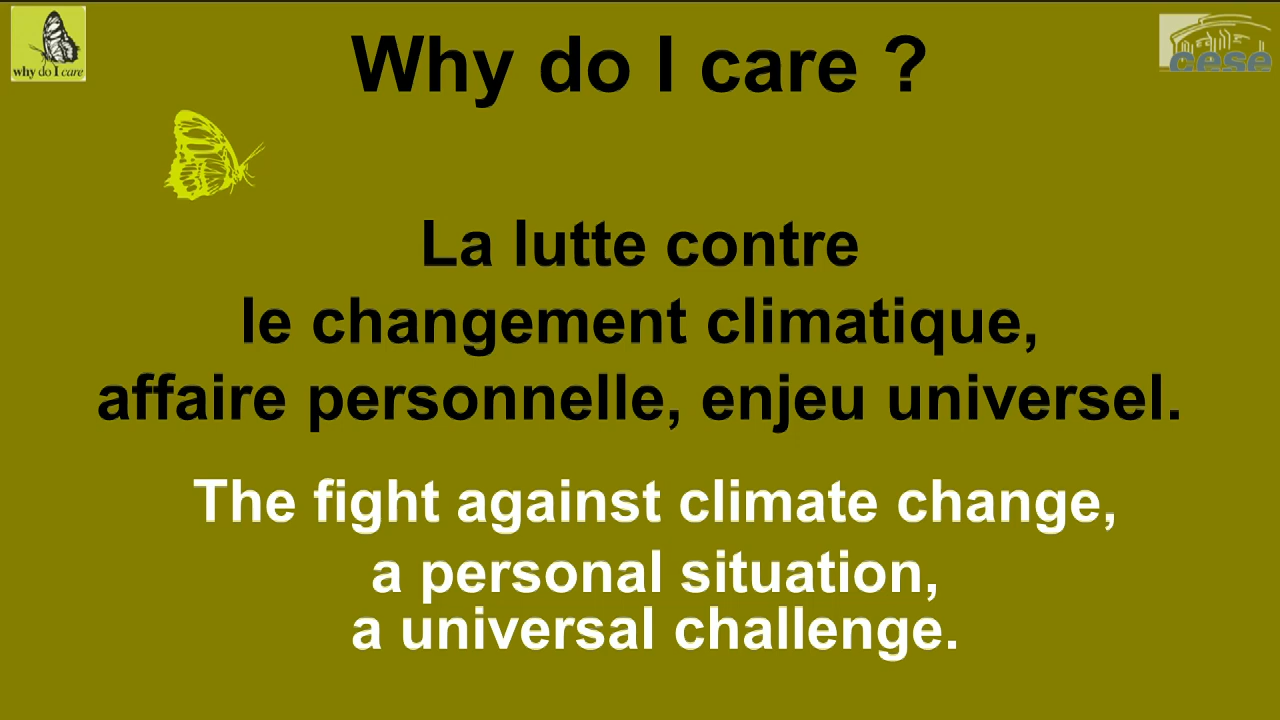 why do I care
Why do I care ?
cese
La lutte contre
le changement climatique,
affaire personnelle, enjeu universel.
The fight against climate change,
a personal situation,
a universal challenge.